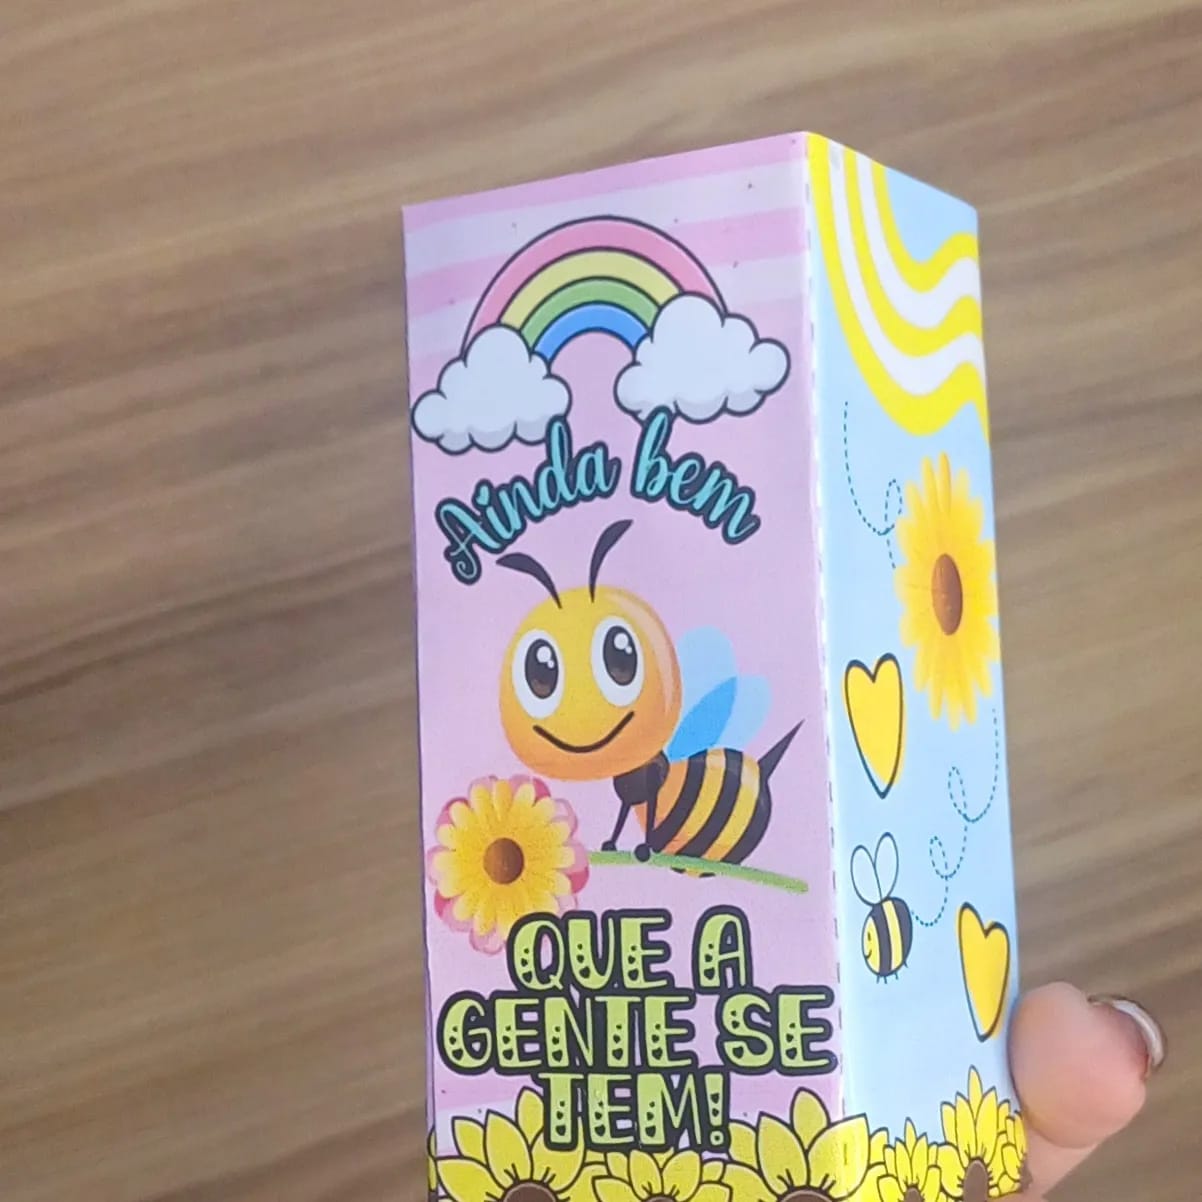 Ainda bem
QUE A
GENTE SE
TEM!